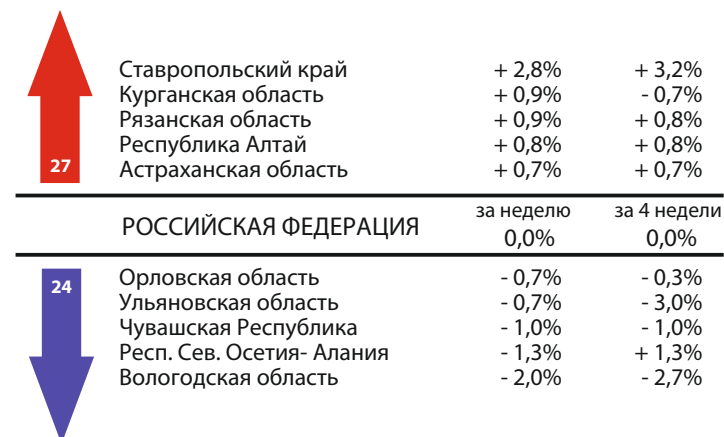 Ставропольский край + 2,8% + 3,2%
Курганская область + 0,9% - 0,7%
Рязанская область + 0,9% + 0,8%
Республика Алтай + 0,8% + 0,8%
27 Астраханская область + 0,7% + 0,7%
РОССИЙСКАЯ ФЕДЕРАЦИЯ за неделю за 4 недели
0,0% 0,0%
24 Орловская область - 0,7% - 0,3%
Ульяновская область - 0,7% - 3,0%
Чувашская Республика - 1,0% - 1,0%
Респ. Сев. Осетия- Алания - 1,3% + 1,3%
Вологодская область - 2,0% - 2,7%